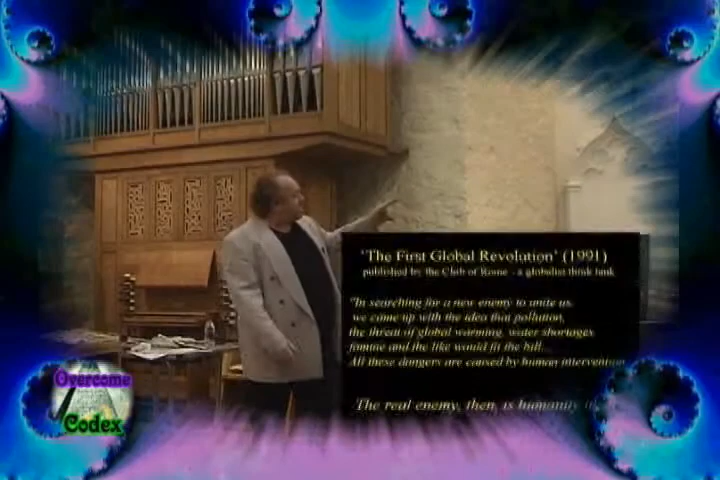 'The First Global Revolution' (1991)
published by the Club of Rome - a globalist think tank
"In searching for a new enemy to unite us,
we came up with the idea that pollution,
the threat of global warming, water shortages,
famine and the like would fit the bill...
All these dangers are caused by human intervention
The real enemy, then, is humanity
Overcome
Codex